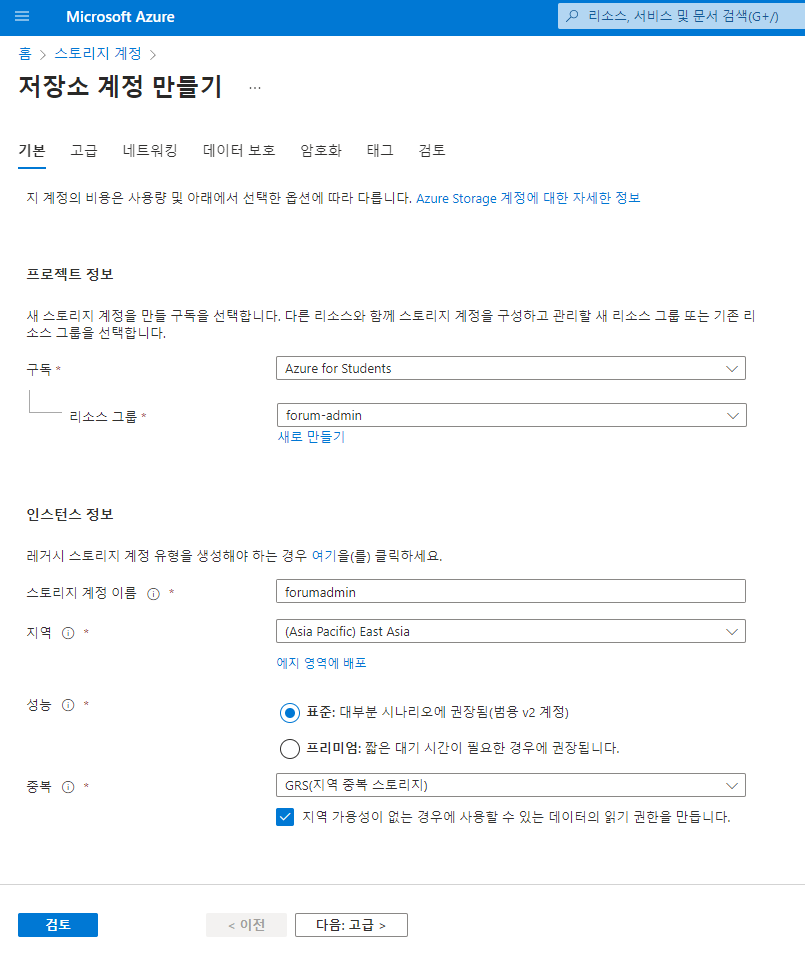 Microsoft Azure
리소스, 서비스 및 문서 검색(G+/)
홈 > 스토리지 계정 >
저장소 계정 만들기 ...
기본 고급 네트워킹 데이터 보호 암호화 태그 검토
지 계정의 비용은 사용량 및 아래에서 선택한 옵션에 따라 다릅니다. Azure Storage 계정에 대한 자세한 정보
프로젝트 정보
새 스토리지 계정을 만들 구독을 선택합니다. 다른 리소스와 함께 스토리지 계정을 구성하고 관리할 새 리소스 그룹 또는 기존 리
소스 그룹을 선택합니다.
구독 * Azure for Students
리소스 그룹 * forum-admin
새로 만들기
인스턴스 정보
레거시 스토리지 계정 유형을 생성해야 하는 경우 여기을(를) 클릭하세요.
스토리지 계정 이름 * forumadmin
지역 * (Asia Pacific) East Asia
에지 영역에 배포
성능 * 표준: 대부분 시나리오에 권장됨(범용 v2 계정)
프리미엄: 짧은 대기 시간이 필요한 경우에 권장됩니다.
중복 * GRS(지역 중복 스토리지)
지역 가용성이 없는 경우에 사용할 수 있는 데이터의 읽기 권한을 만듭니다.
검토 < 이전 다음: 고급 >